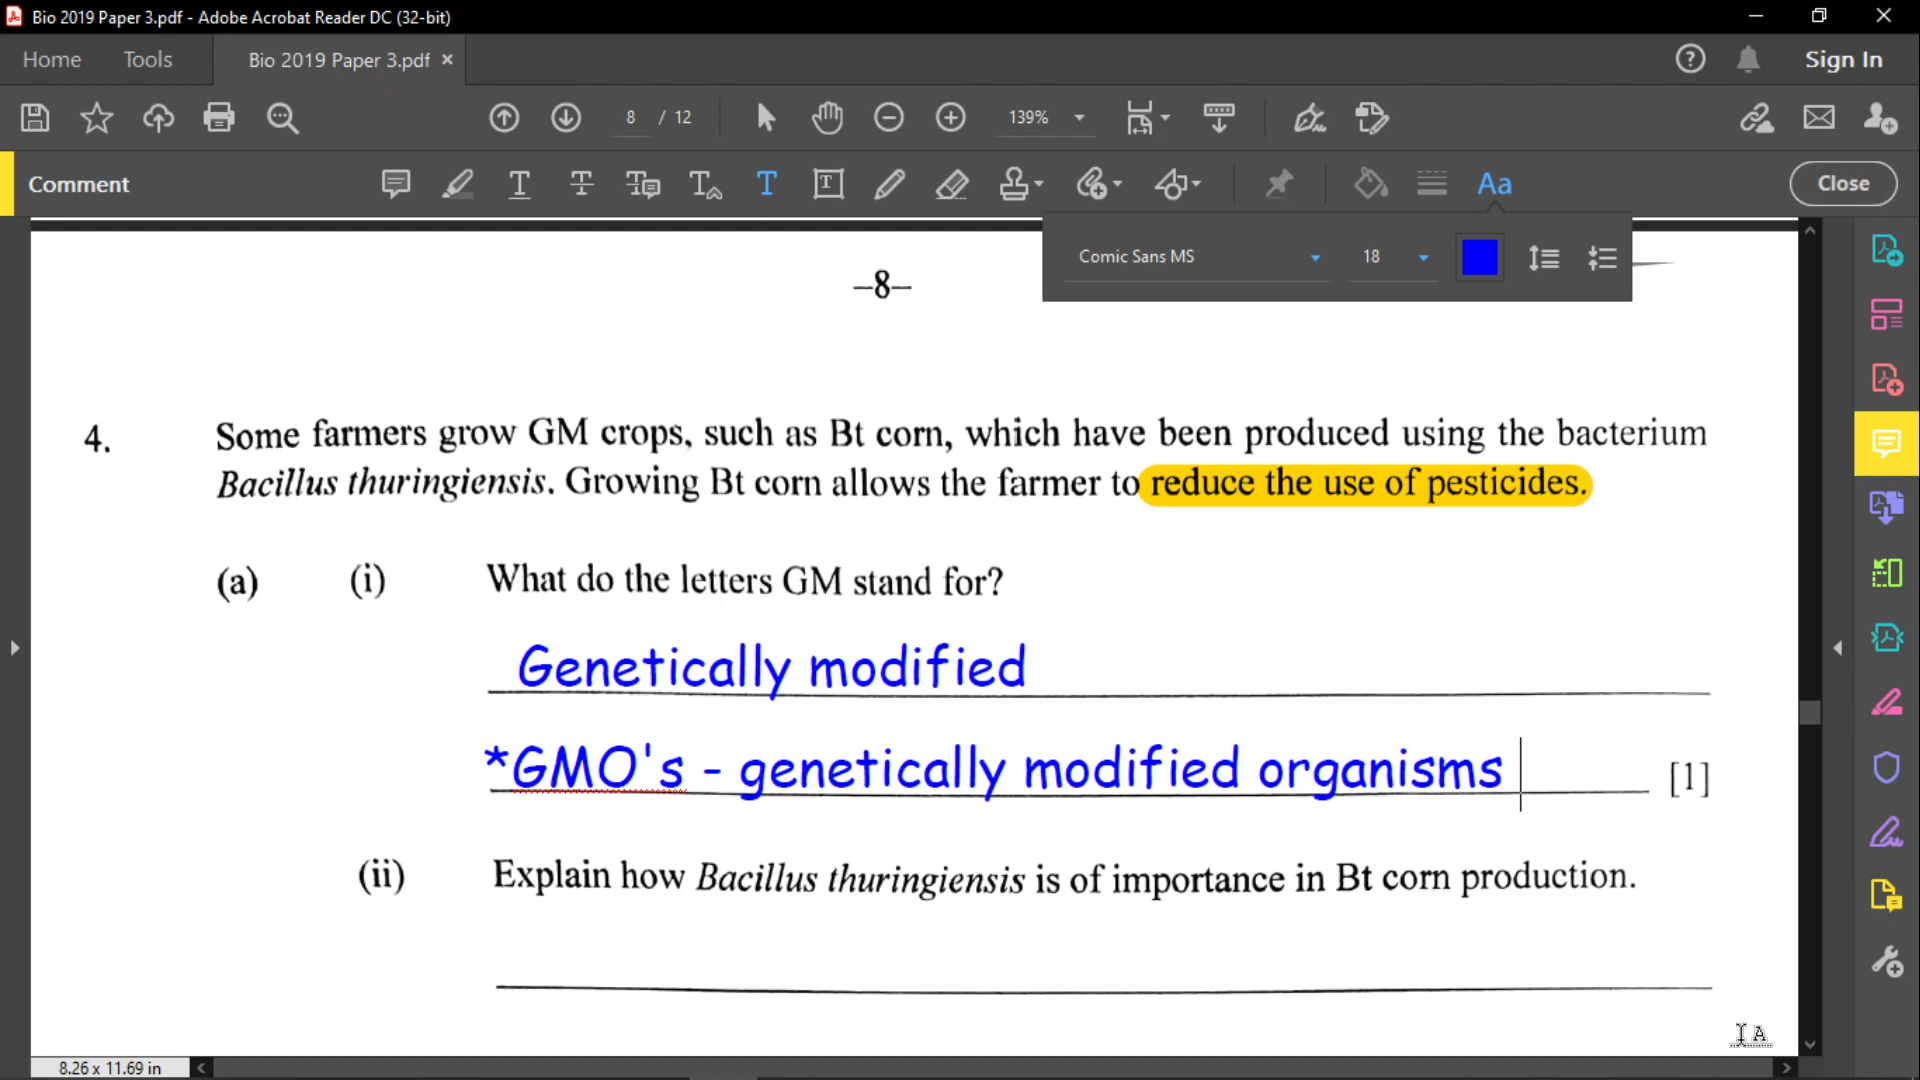 Bio 2019 Paper 3.pdf - Adobe Acrobat Reader DC (32-bit)
Home Tools Bio 2019 Paper 3.pdf × Sign In
8 / 12 139%
Comment Close
Comic Sans MS 18
–8–
4. Some farmers grow GM crops, such as Bt corn, which have been produced using the bacterium
Bacillus thuringiensis. Growing Bt corn allows the farmer to reduce the use of pesticides.
(a) (i) What do the letters GM stand for?
Genetically modified
*GMO's - genetically modified organisms [1]
(ii) Explain how Bacillus thuringiensis is of importance in Bt corn production.
8.26 x 11.69 in